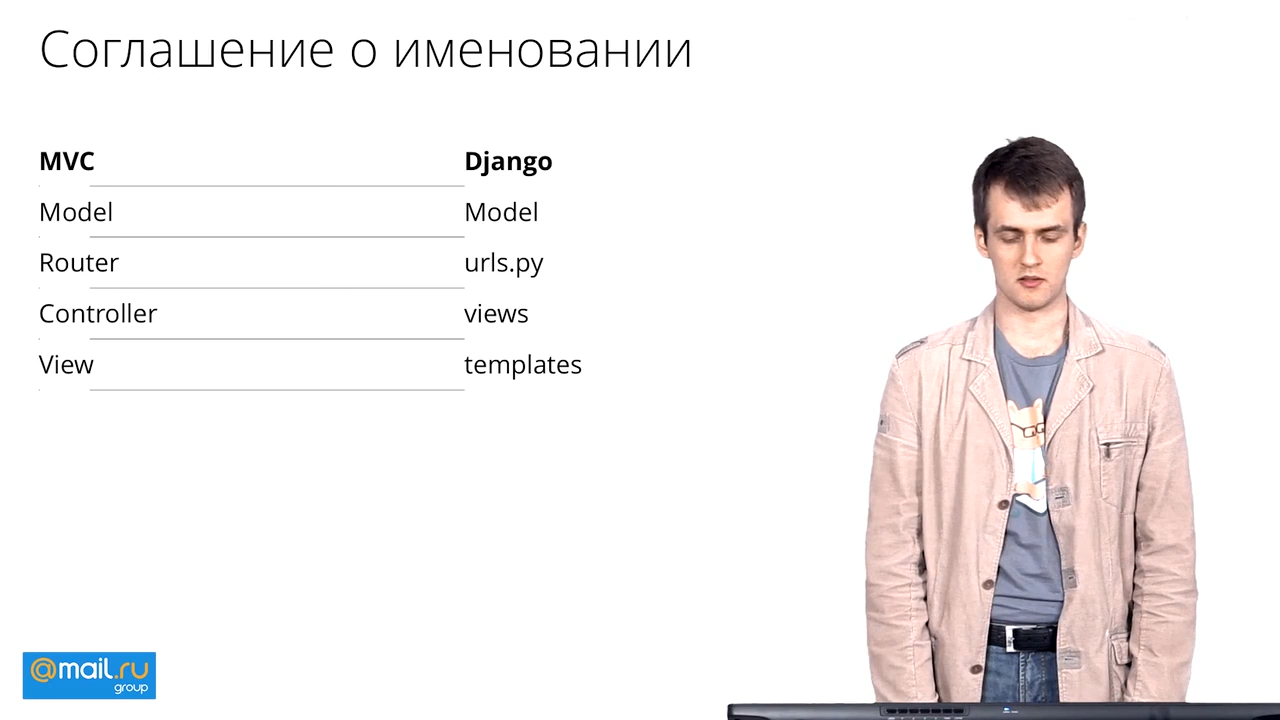 Соглашение о именовании
MVC Django
Model Model
Router urls.py
Controller views
View templates
@mail.ru
group